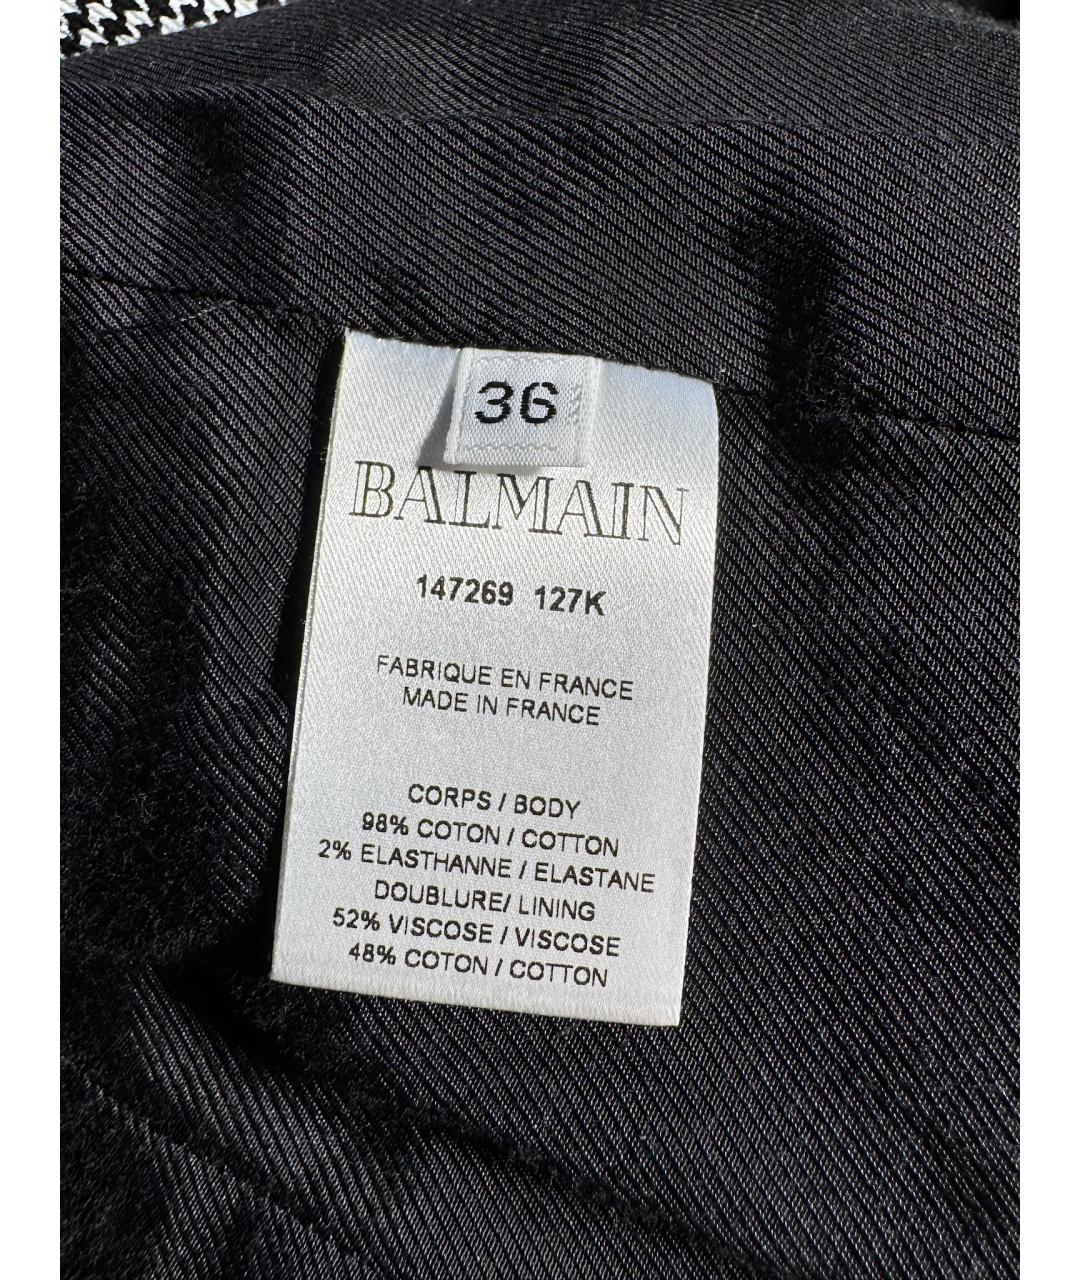 36
BALMAIN
147269 127K
FABRIQUE EN FRANCE
MADE IN FRANCE
CORPS / BODY
98% COTON / COTTON
2% ELASTHANNE / ELASTANE
DOUBLURE/ LINING
52% VISCOSE / VISCOSE
48% COTON / COTTON